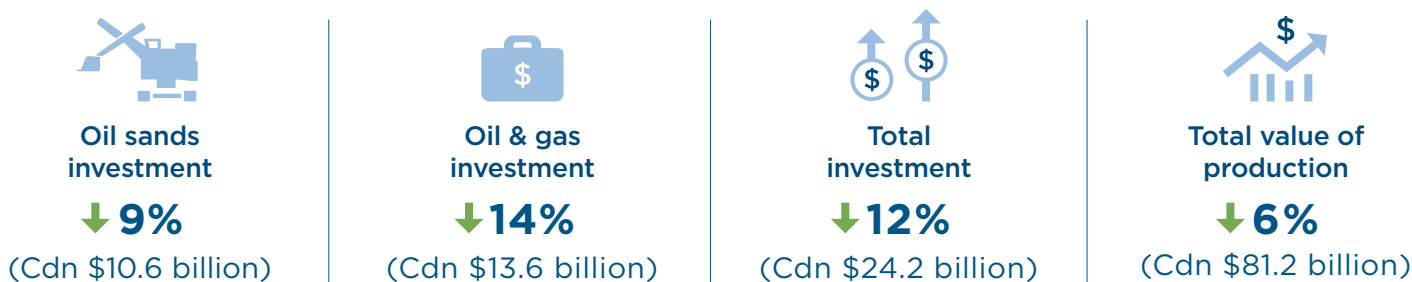 $
$
$
$
Oil sands
investment
↓ 9%
(Cdn $10.6 billion)
Oil & gas
investment
↓ 14%
(Cdn $13.6 billion)
Total
investment
↓ 12%
(Cdn $24.2 billion)
Total value of
production
↓ 6%
(Cdn $81.2 billion)